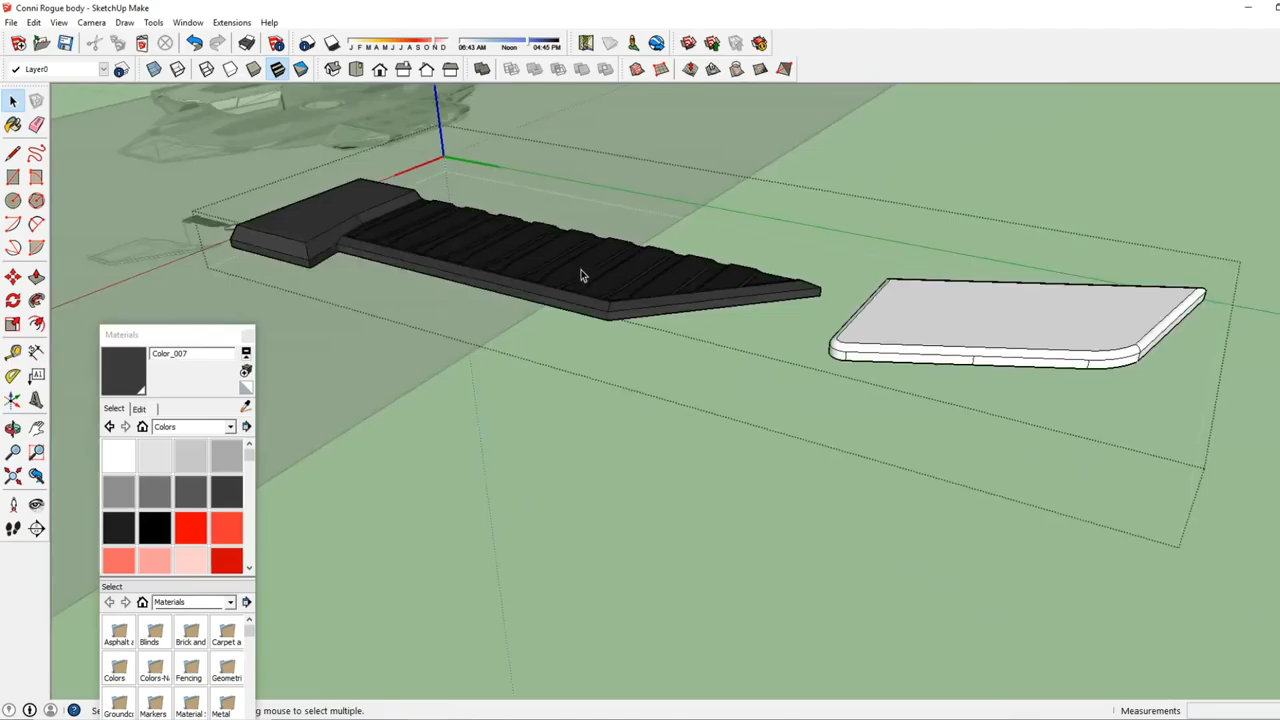 Conni Rogue body - SketchUp Make
File Edit View Camera Draw Tools Window Extensions Help
J F M A M J J A S O N D 06:43 AM Noon 04:45 PM
Layer0
A1
Materials
Color_007
Select Edit
Colors
Select
Materials
Asphalt a Blinds Brick and Carpet a
Colors Colors-N Fencing Geometri
Groundc Markers Material Metal
g mouse to select multiple.
Measurements